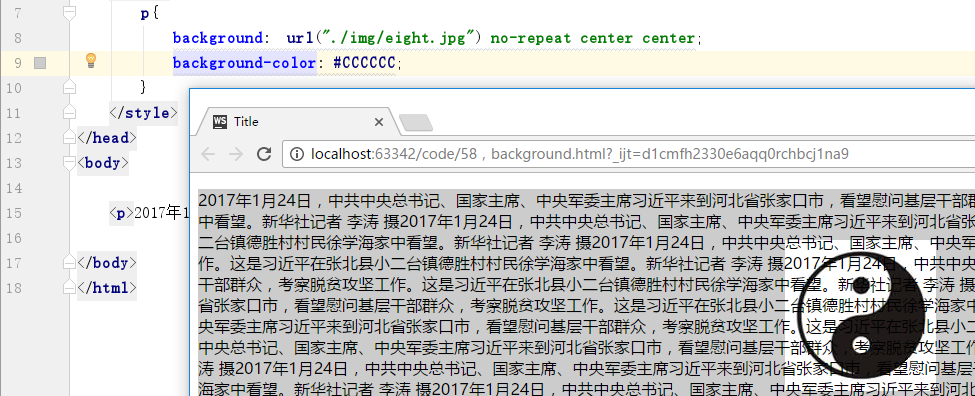 7 p{
8 background: url("./img/eight.jpg") no-repeat center center;
9 background-color: #CCCCCC;
10 }
11 </style>
12 </head>
13 <body>
14
15 <p>2017年1
16
17 </body>
18 </html>
Title
localhost:63342/code/58，background.html?_ijt=d1cmfh2330e6aqq0rchbcj1na9
2017年1月24日，中共中央总书记、国家主席、中央军委主席习近平来到河北省张家口市，看望慰问基层干部群
中看望。新华社记者 李涛 摄2017年1月24日，中共中央总书记、国家主席、中央军委主席习近平来到河北省
二台镇德胜村村民徐学海家中看望。新华社记者 李涛 摄2017年1月24日，中共中央总书记、国家主席、中央军
作。这是习近平在张北县小二台镇德胜村村民徐学海家中看望。新华社记者 李涛 摄2017年1月24日，中共中央
干部群众，考察脱贫攻坚工作。这是习近平在张北县小二台镇德胜村村民徐学海家中看望。新华社记者 李涛 摄
省张家口市，看望慰问基层干部群众，考察脱贫攻坚工作。这是习近平在张北县小二台镇德胜村村民徐学海家
央军委主席习近平来到河北省张家口市，看望慰问基层干部群众，考察脱贫攻坚工作。这是习近平在张北县小
中共中央总书记、国家主席、中央军委主席习近平来到河北省张家口市，看望慰问基层干部群众，考察脱贫攻坚工作
涛 摄2017年1月24日，中共中央总书记、国家主席、中央军委主席习近平来到河北省张家口市，看望慰问基层
海家中看望。新华社记者 李涛 摄2017年1月24日，中共中央总书记、国家主席、中央军委主席习近平来到河北